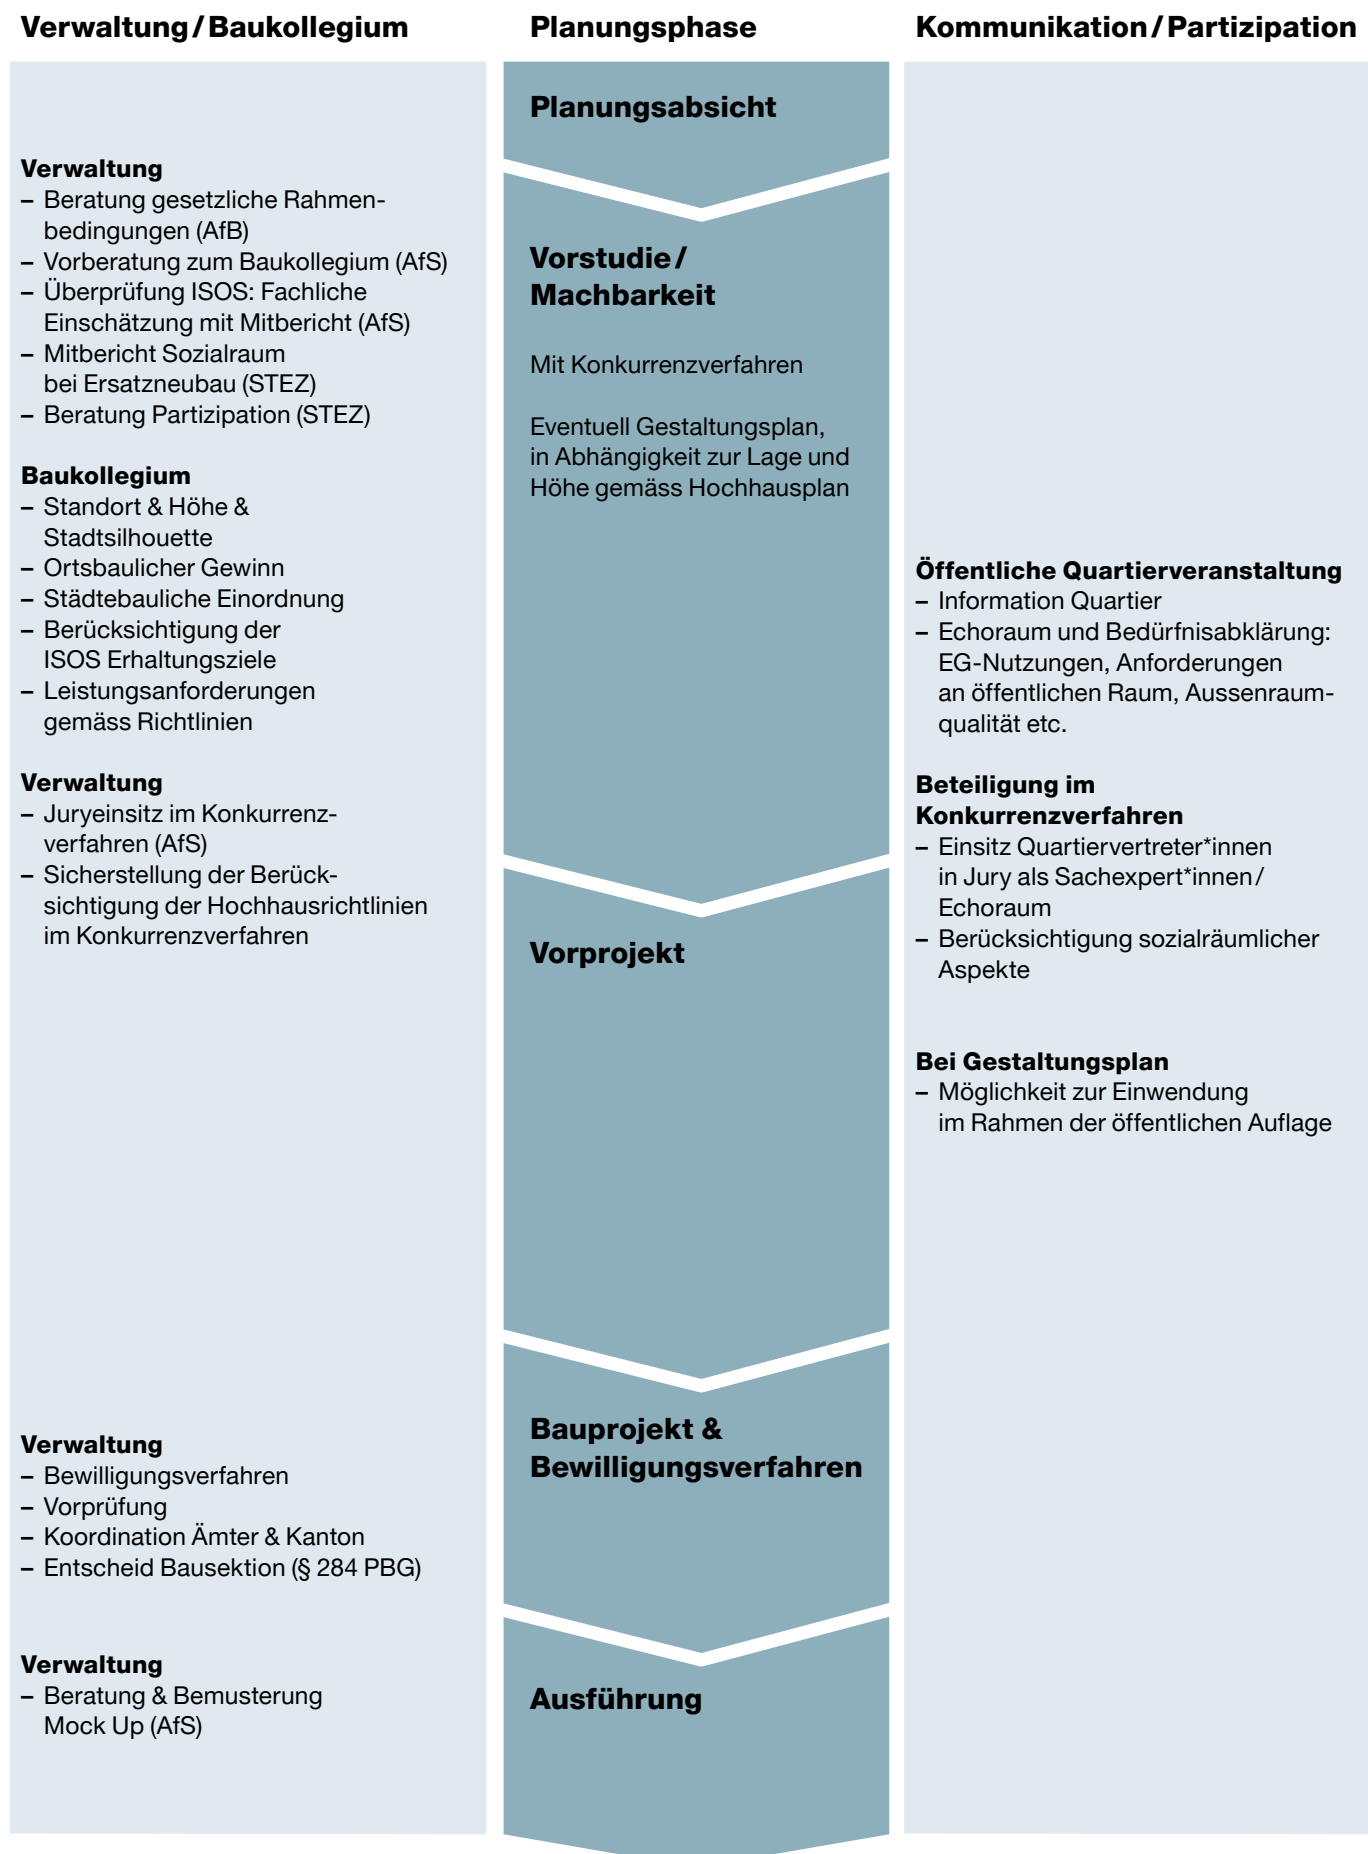 Verwaltung/Baukollegium
Verwaltung
– Beratung gesetzliche Rahmen-
bedingungen (AfB)
– Vorberatung zum Baukollegium (AfS)
– Überprüfung ISOS: Fachliche
Einschätzung mit Mitbericht (AfS)
– Mitbericht Sozialraum
bei Ersatzneubau (STEZ)
– Beratung Partizipation (STEZ)
Baukollegium
– Standort & Höhe &
Stadtsilhouette
– Ortsbaulicher Gewinn
– Städtebauliche Einordnung
– Berücksichtigung der
ISOS Erhaltungsziele
– Leistungsanforderungen
gemäss Richtlinien
Verwaltung
– Juryeinsitz im Konkurrenz-
verfahren (AfS)
– Sicherstellung der Berück-
sichtigung der Hochhausrichtlinien
im Konkurrenzverfahren
Verwaltung
– Bewilligungsverfahren
– Vorprüfung
– Koordination Ämter & Kanton
– Entscheid Bausektion (§ 284 PBG)
Verwaltung
– Beratung & Bemusterung
Mock Up (AfS)
Planungsphase
Planungsabsicht
Vorstudie/
Machbarkeit
Mit Konkurrenzverfahren
Eventuell Gestaltungsplan,
in Abhängigkeit zur Lage und
Höhe gemäss Hochhausplan
Vorprojekt
Bauprojekt &
Bewilligungsverfahren
Ausführung
Kommunikation/Partizipation
Öffentliche Quartierveranstaltung
– Information Quartier
– Echoraum und Bedürfnisabklärung:
EG-Nutzungen, Anforderungen
an öffentlichen Raum, Aussenraum-
qualität etc.
Beteiligung im
Konkurrenzverfahren
– Einsitz Quartiervertreter*innen
in Jury als Sachexpert*innen/
Echoraum
– Berücksichtigung sozialräumlicher
Aspekte
Bei Gestaltungsplan
– Möglichkeit zur Einwendung
im Rahmen der öffentlichen Auflage